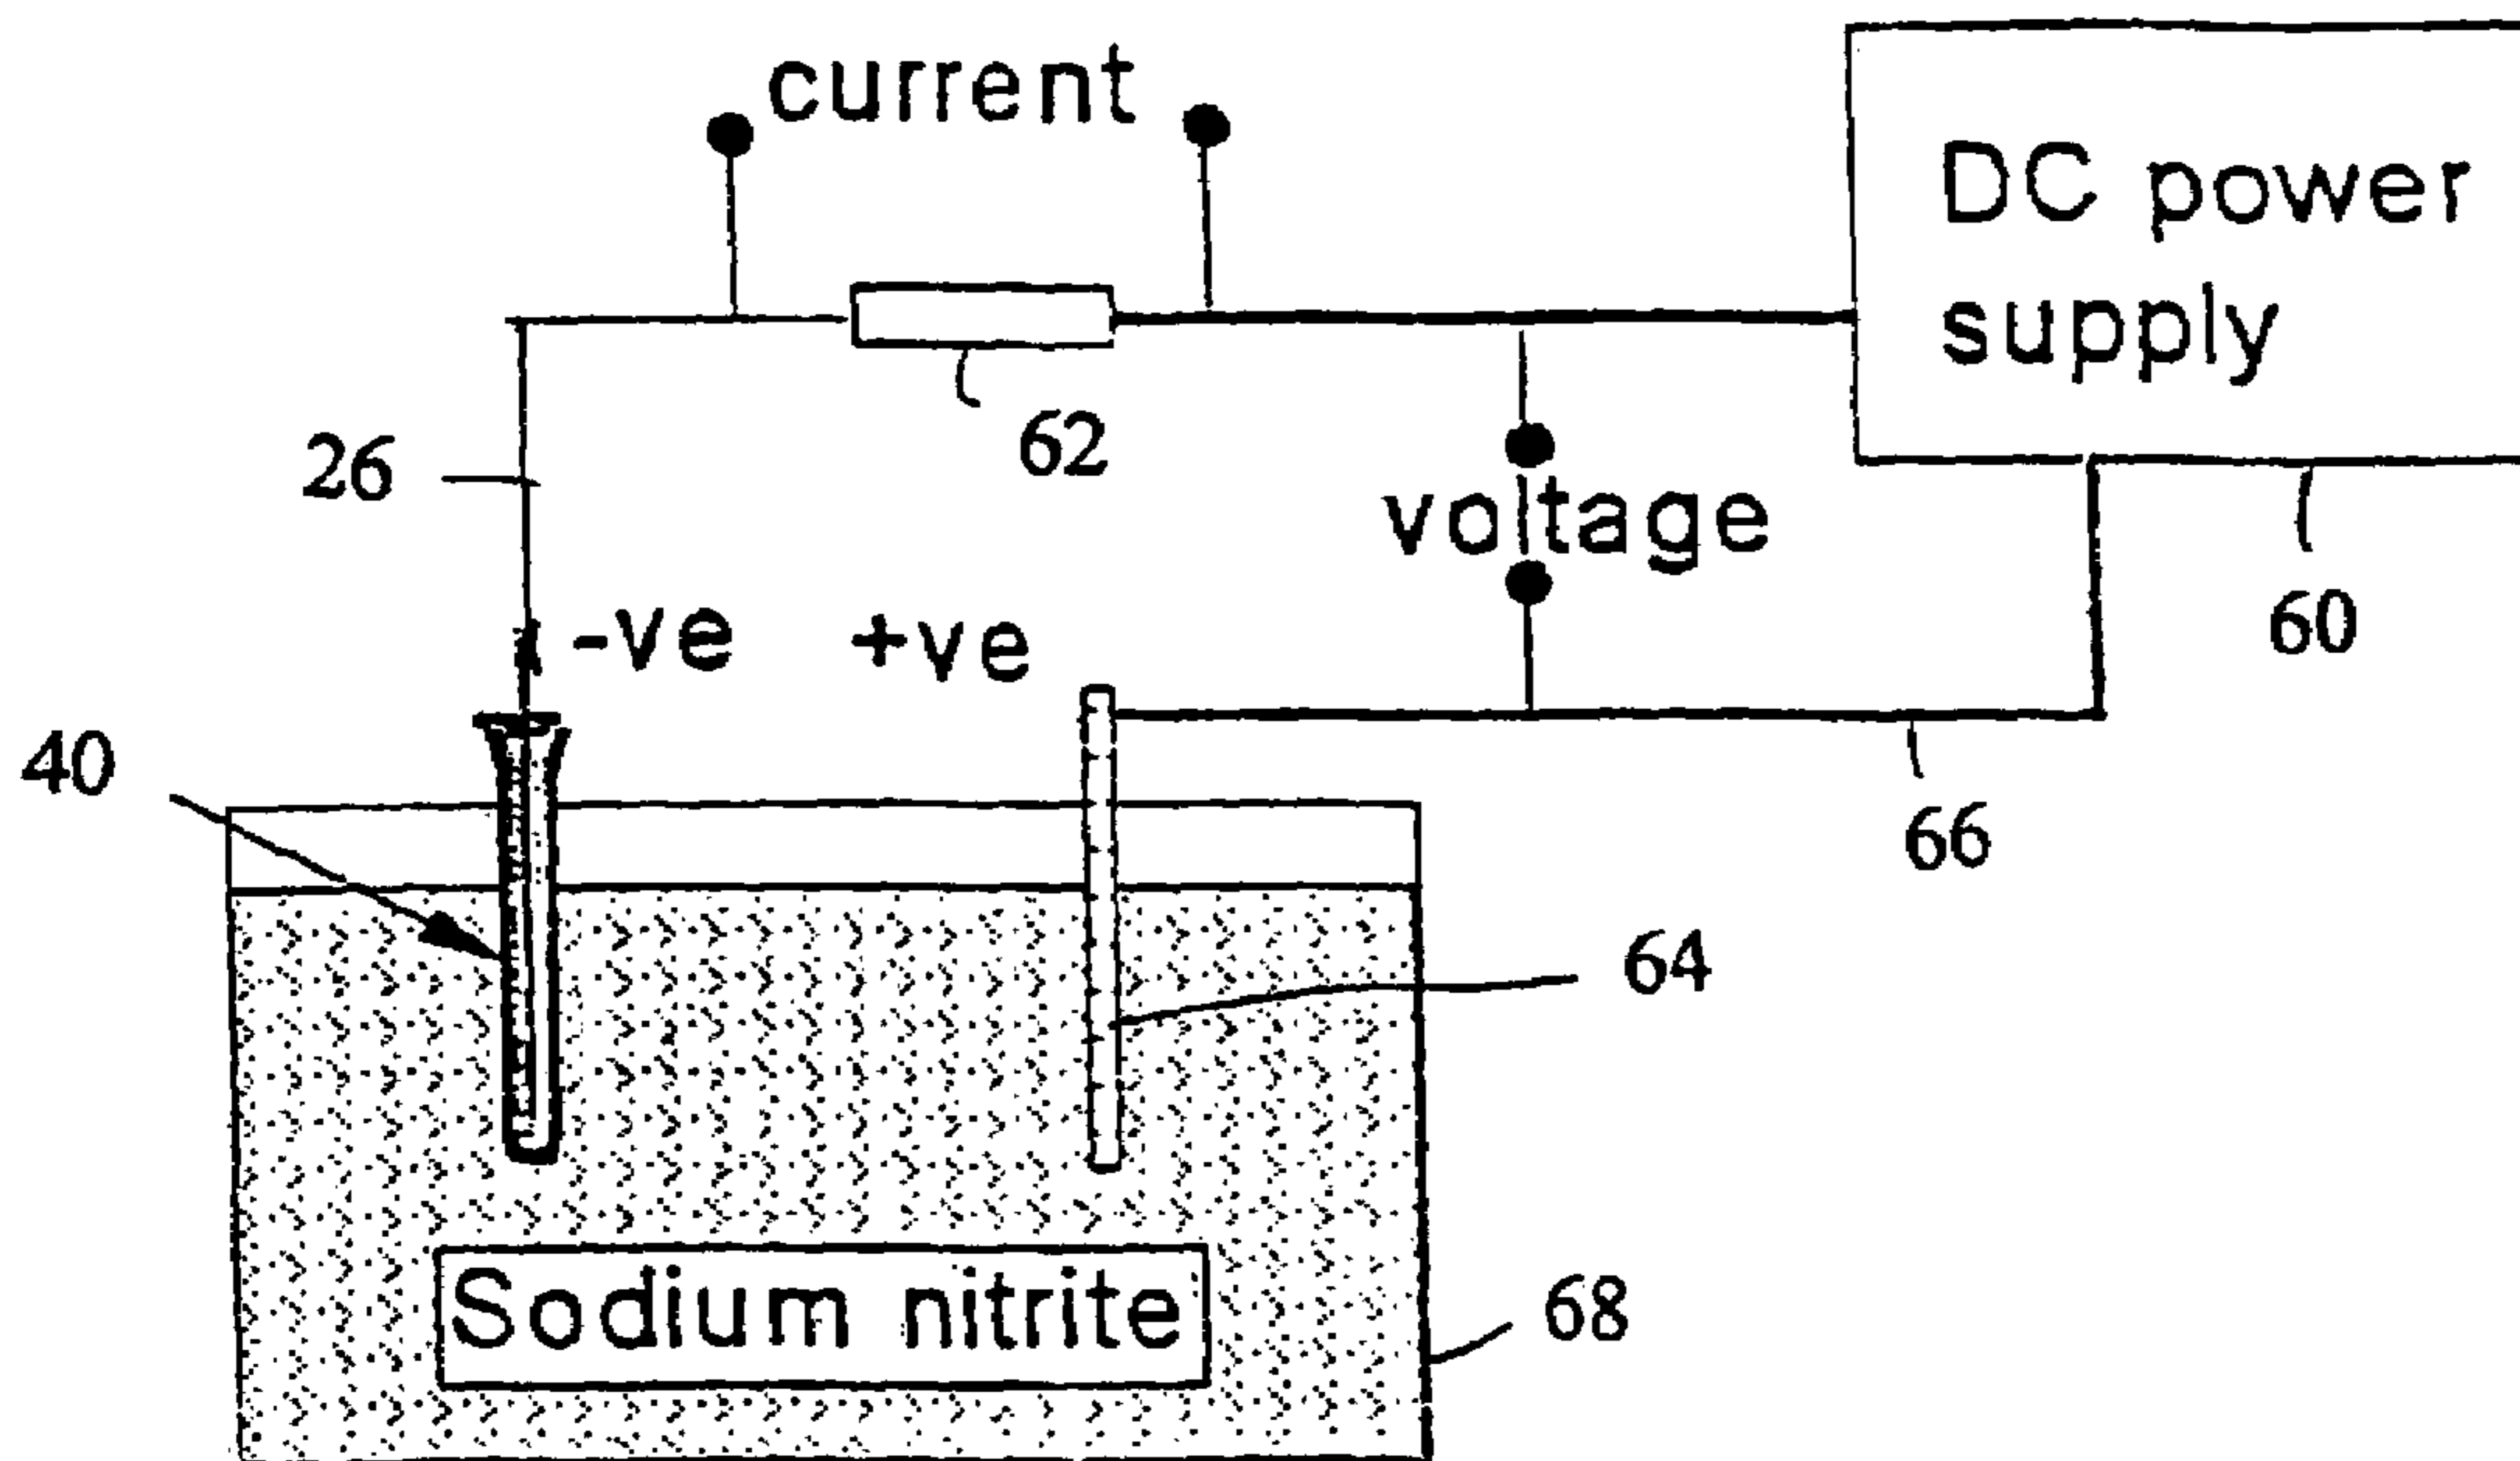 current
DC power
supply
62
26
voltage
60
-ve +ve
40
66
64
Sodium nitrite
68